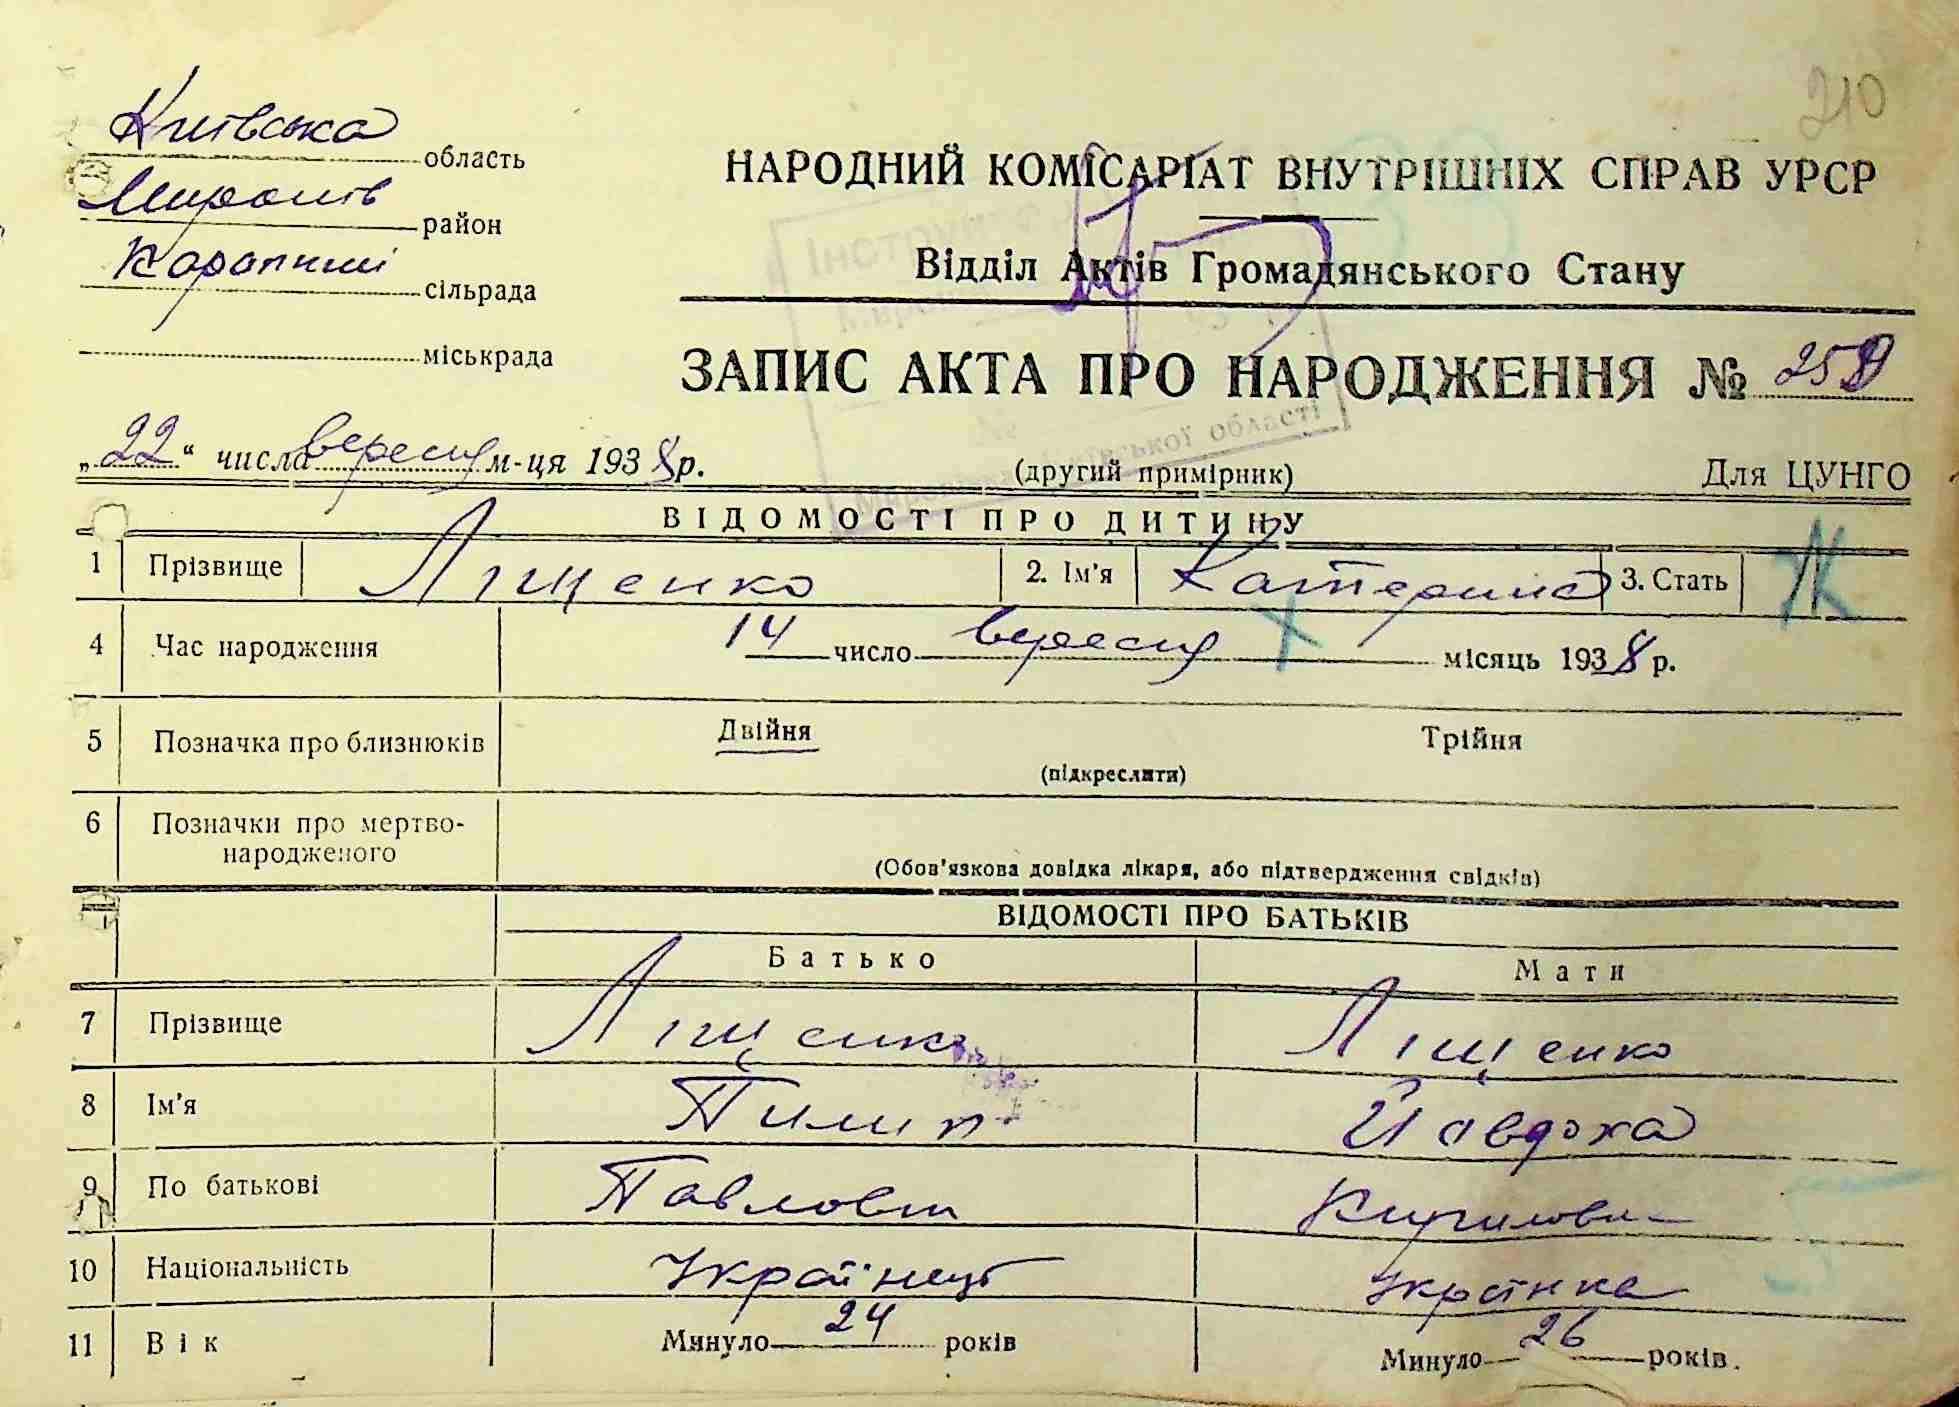 210
Київська область
Миронів район
Карапиші сільрада
міськрада
НАРОДНИЙ КОМІСАРІАТ ВНУТРІШНІХ СПРАВ УРСР
Відділ Актів Громадянського Стану
ЗАПИС АКТА ПРО НАРОДЖЕННЯ №
„22“ числа вересня м-ця 1938 р.
(другий примірник)
Для ЦУНГО
ВІДОМОСТІ ПРО ДИТИНУ
1 Прізвище Ліщенко 2. Ім'я Катерина 3. Стать Ж
4 Час народження 14 число вересня місяць 1938 р.
5 Позначка про близнюків Двійня Трійня
(підкреслити)
6 Позначки про мертво-
народженого
(Обов'язкова довідка лікаря, або підтвердження свідків)
ВІДОМОСТІ ПРО БАТЬКІВ
Батько Мати
7 Прізвище Ліщенко Ліщенко
8 Ім'я Пилип Йавдоха
9 По батькові Павлович Кириловн
10 Національність Українець Українка
11 Вік Минуло 24 років Минуло 26 років.